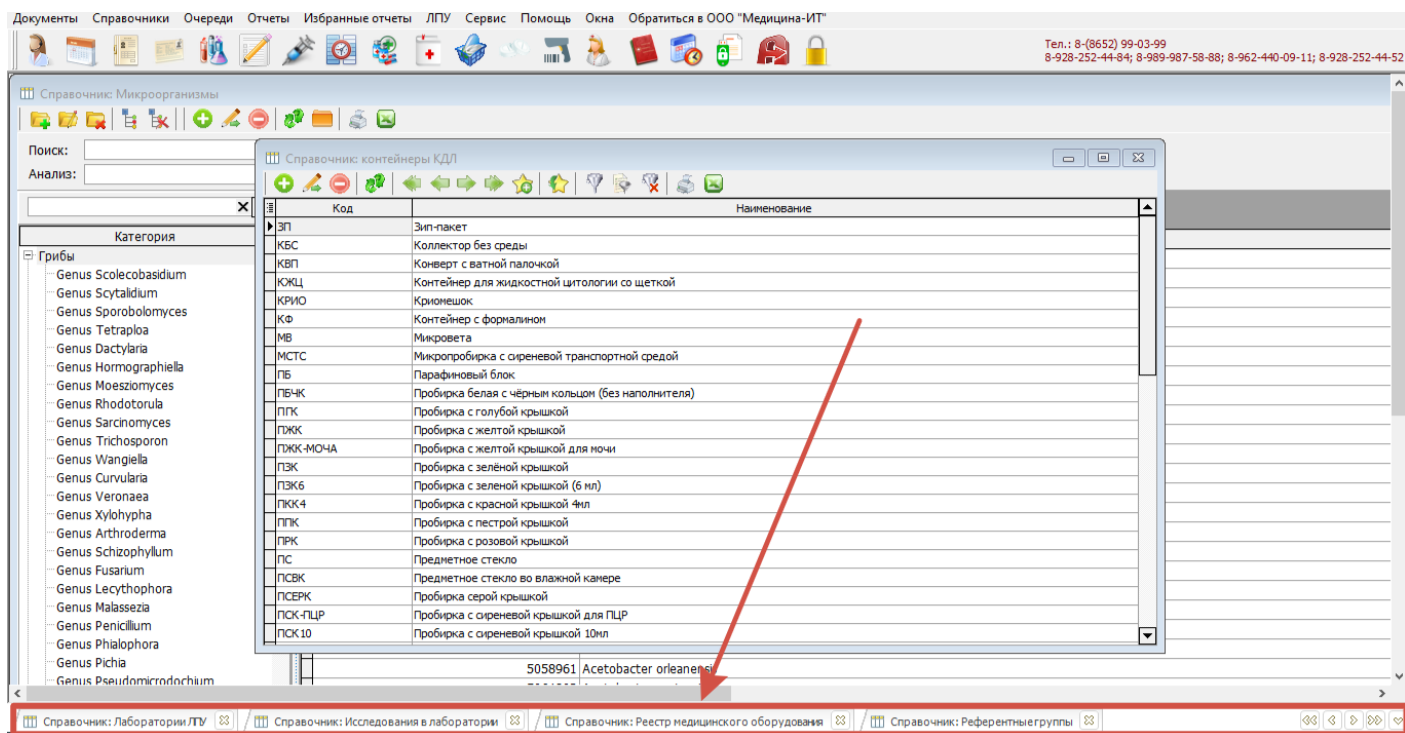 Документы Справочники Очереди Отчеты Избранные отчеты ЛПУ Сервис Помощь Окна Обратиться в ООО "Медицина-ИТ"
Тел.: 8-(8652) 99-03-99
8-928-252-44-84; 8-989-987-58-88; 8-962-440-09-11; 8-928-252-44-52
Справочник: Микроорганизмы
Поиск:
Анализ:
Категория
Грибы
Genus Scolecobasidium
Genus Scytalidium
Genus Sporobolomyces
Genus Tetraploa
Genus Dactylaria
Genus Hormographiella
Genus Moesziomyces
Genus Rhodotorula
Genus Sarcinomyces
Genus Trichosporon
Genus Wangiella
Genus Curvularia
Genus Veronaea
Genus Xylohypha
Genus Arthroderma
Genus Schizophyllum
Genus Fusarium
Genus Lecythophora
Genus Malassezia
Genus Penicillium
Genus Phialophora
Genus Pichia
Genus Pseudomicrodochium
Справочник: контейнеры КДЛ
Код Наименование
ЗП Зип-пакет
КБС Коллектор без среды
КВП Конверт с ватной палочкой
КЖЦ Контейнер для жидкостной цитологии со щеткой
КРИО Криомешок
КФ Контейнер с формалином
МВ Микровета
МСТС Микропробирка с сиреневой транспортной средой
ПБ Парафиновый блок
ПБЧК Пробирка белая с чёрным кольцом (без наполнителя)
ПГК Пробирка с голубой крышкой
ПЖК Пробирка с желтой крышкой
ПЖК-МОЧА Пробирка с желтой крышкой для мочи
ПЗК Пробирка с зелёной крышкой
ПЗК6 Пробирка с зеленой крышкой (6 мл)
ПКК4 Пробирка с красной крышкой 4мл
ППК Пробирка с пестрой крышкой
ПРК Пробирка с розовой крышкой
ПС Предметное стекло
ПСВК Предметное стекло во влажной камере
ПСЕРК Пробирка серой крышкой
ПСК-ПЦР Пробирка с сиреневой крышкой для ПЦР
ПСК10 Пробирка с сиреневой крышкой 10мл
5058961 Acetobacter orleanensis
Справочник: Лаборатории ЛПУ Справочник: Исследования в лаборатории Справочник: Реестр медицинского оборудования Справочник: Референтные группы